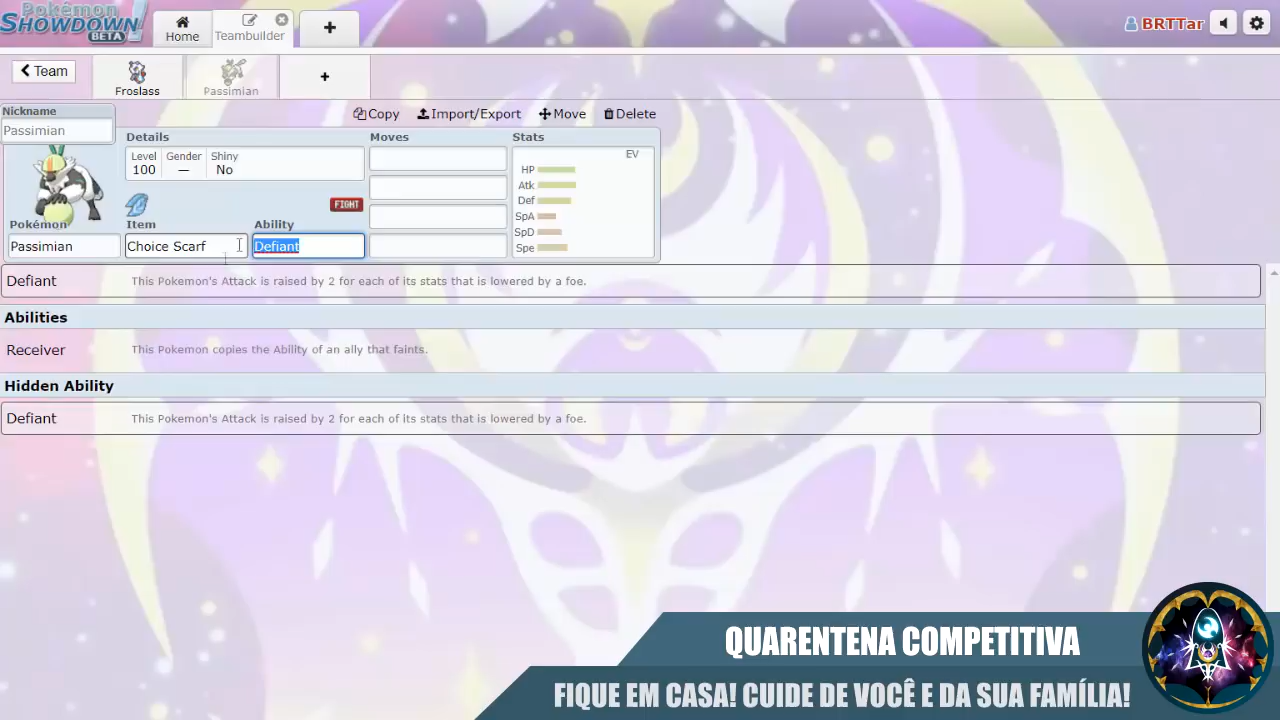 Pokémon
SHOWDOWN!
BETA
Home
Teambuilder
+
BRTTar
Team
Froslass
Passimian
+
Nickname
Passimian
Copy
Import/Export
Move
Delete
Details
Level Gender Shiny
100 — No
Moves
Stats
EV
HP
Atk
Def
SpA
SpD
Spe
FIGHT
Pokémon
Item
Ability
Passimian
Choice Scarf
Defiant
Defiant This Pokemon's Attack is raised by 2 for each of its stats that is lowered by a foe.
Abilities
Receiver This Pokemon copies the Ability of an ally that faints.
Hidden Ability
Defiant This Pokemon's Attack is raised by 2 for each of its stats that is lowered by a foe.
QUARENTENA COMPETITIVA
FIQUE EM CASA! CUIDE DE VOCÊ E DA SUA FAMÍLIA!